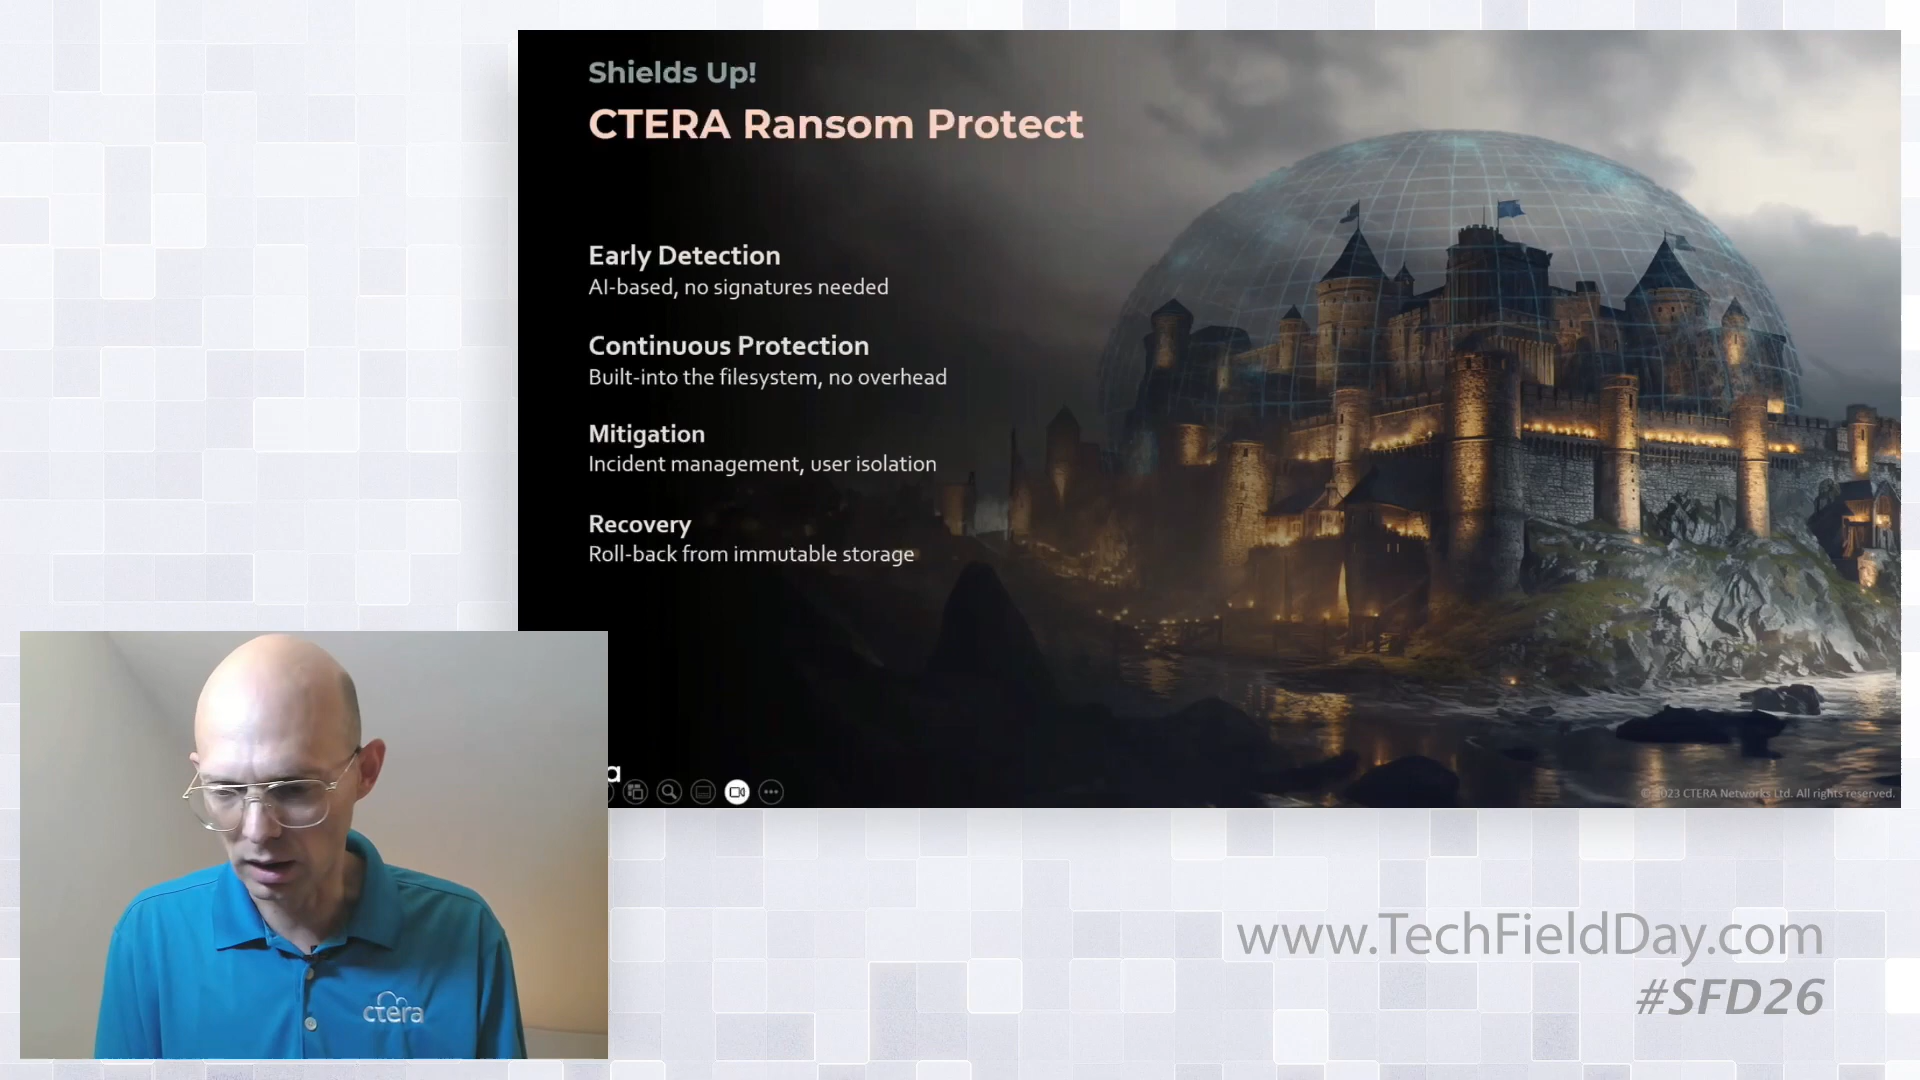 Shields Up!
CTERA Ransom Protect
Early Detection
AI-based, no signatures needed
Continuous Protection
Built-into the filesystem, no overhead
Mitigation
Incident management, user isolation
Recovery
Roll-back from immutable storage
a
© 2023 CTERA Networks Ltd. All rights reserved.
ctera
www.TechFieldDay.com
#SFD26